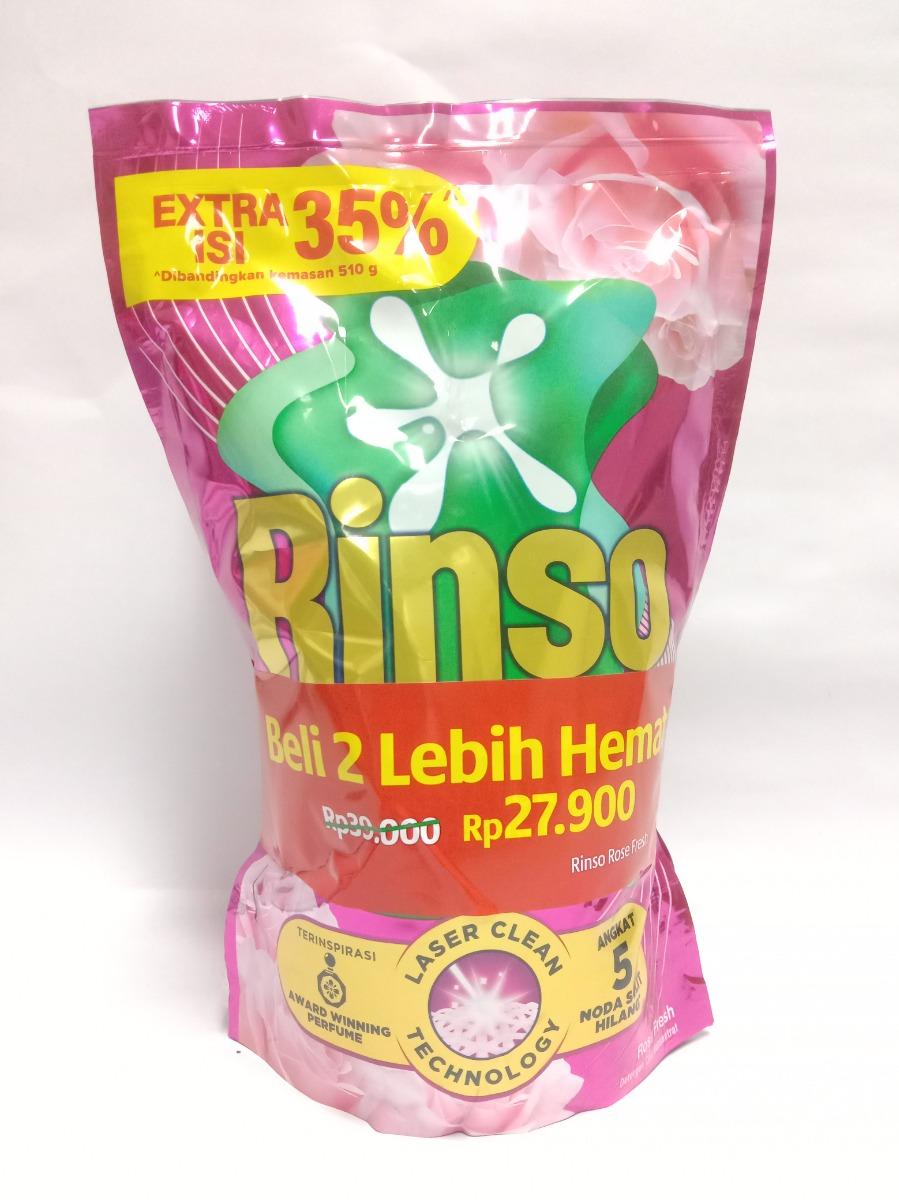 EXTRA ISI 35%^
^Dibandingkan kemasan 510 g
Rinso
Beli 2 Lebih Hemat
Rp39.000 Rp27.900
Rinso Rose Fresh
TERINSPIRASI
AWARD WINNING
PERFUME
LASER CLEAN
TECHNOLOGY
ANGKAT
5
NODA SULIT
HILANG
Rose Fresh